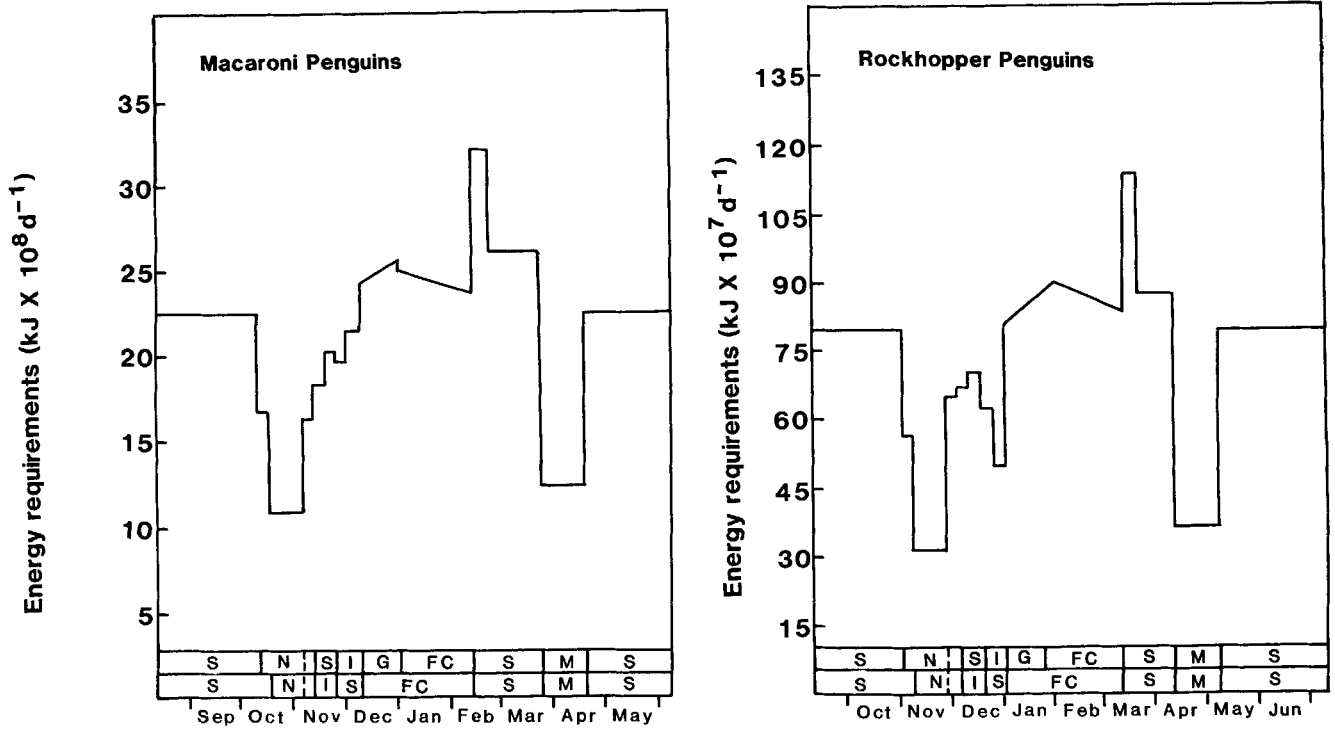 Macaroni Penguins
Energy requirements (kJ X 10⁸ d⁻¹)
35
30
25
20
15
10
5
S N S I G FC S M S
S N I S FC S M S
Sep Oct Nov Dec Jan Feb Mar Apr May
Rockhopper Penguins
Energy requirements (kJ X 10⁷ d⁻¹)
135
120
105
90
75
60
45
30
15
S N S I G FC S M S
S N I S FC S M S
Oct Nov Dec Jan Feb Mar Apr May Jun